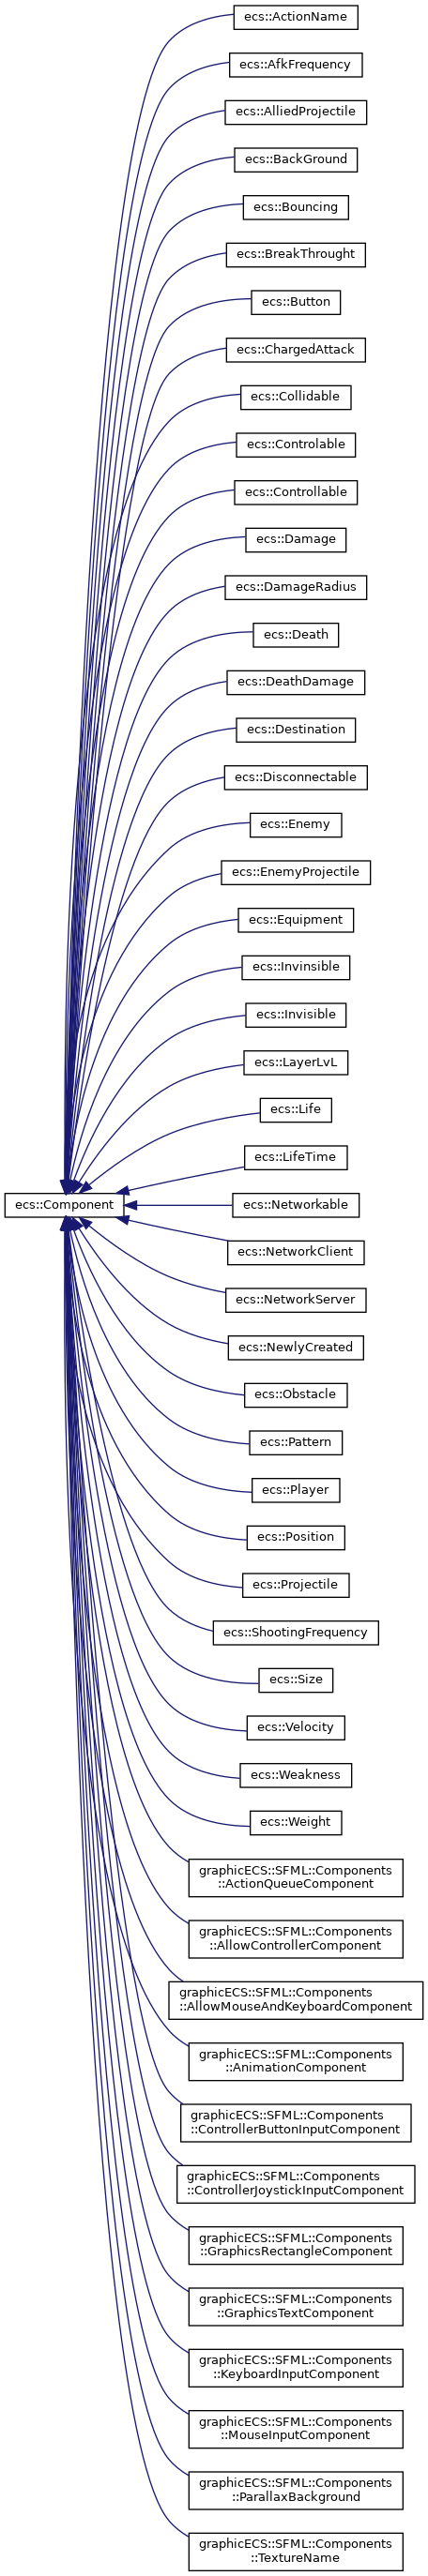 ecs::ActionName
ecs::AfkFrequency
ecs::AlliedProjectile
ecs::BackGround
ecs::Bouncing
ecs::BreakThrought
ecs::Button
ecs::ChargedAttack
ecs::Collidable
ecs::Controlable
ecs::Controllable
ecs::Damage
ecs::DamageRadius
ecs::Death
ecs::DeathDamage
ecs::Destination
ecs::Disconnectable
ecs::Enemy
ecs::EnemyProjectile
ecs::Equipment
ecs::Invinsible
ecs::Invisible
ecs::LayerLvL
ecs::Life
ecs::LifeTime
ecs::Component
ecs::Networkable
ecs::NetworkClient
ecs::NetworkServer
ecs::NewlyCreated
ecs::Obstacle
ecs::Pattern
ecs::Player
ecs::Position
ecs::Projectile
ecs::ShootingFrequency
ecs::Size
ecs::Velocity
ecs::Weakness
ecs::Weight
graphicECS::SFML::Components
::ActionQueueComponent
graphicECS::SFML::Components
::AllowControllerComponent
graphicECS::SFML::Components
::AllowMouseAndKeyboardComponent
graphicECS::SFML::Components
::AnimationComponent
graphicECS::SFML::Components
::ControllerButtonInputComponent
graphicECS::SFML::Components
::ControllerJoystickInputComponent
graphicECS::SFML::Components
::GraphicsRectangleComponent
graphicECS::SFML::Components
::GraphicsTextComponent
graphicECS::SFML::Components
::KeyboardInputComponent
graphicECS::SFML::Components
::MouseInputComponent
graphicECS::SFML::Components
::ParallaxBackground
graphicECS::SFML::Components
::TextureName